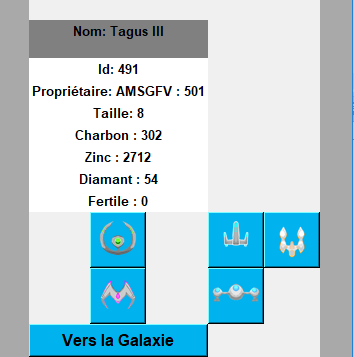 Nom: Tagus III
Id: 491
Propriétaire: AMSGFV : 501
Taille: 8
Charbon : 302
Zinc : 2712
Diamant : 54
Fertile : 0
Vers la Galaxie